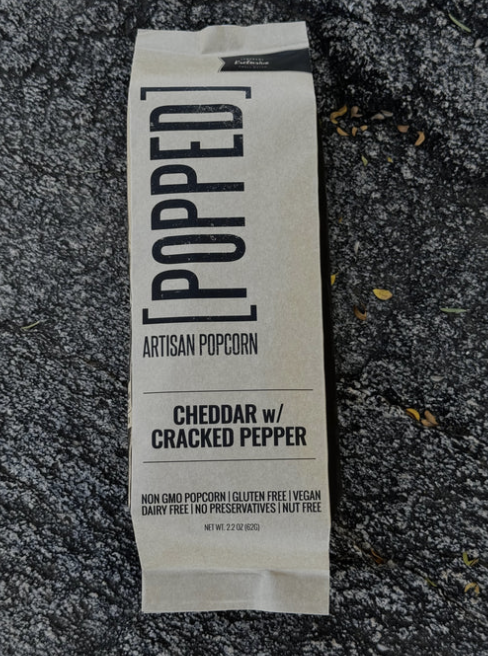 [POPPED]
ARTISAN POPCORN
CHEDDAR w/
CRACKED PEPPER
NON GMO POPCORN | GLUTEN FREE | VEGAN
DAIRY FREE | NO PRESERVATIVES | NUT FREE
NET WT. 2.2 OZ (62G)